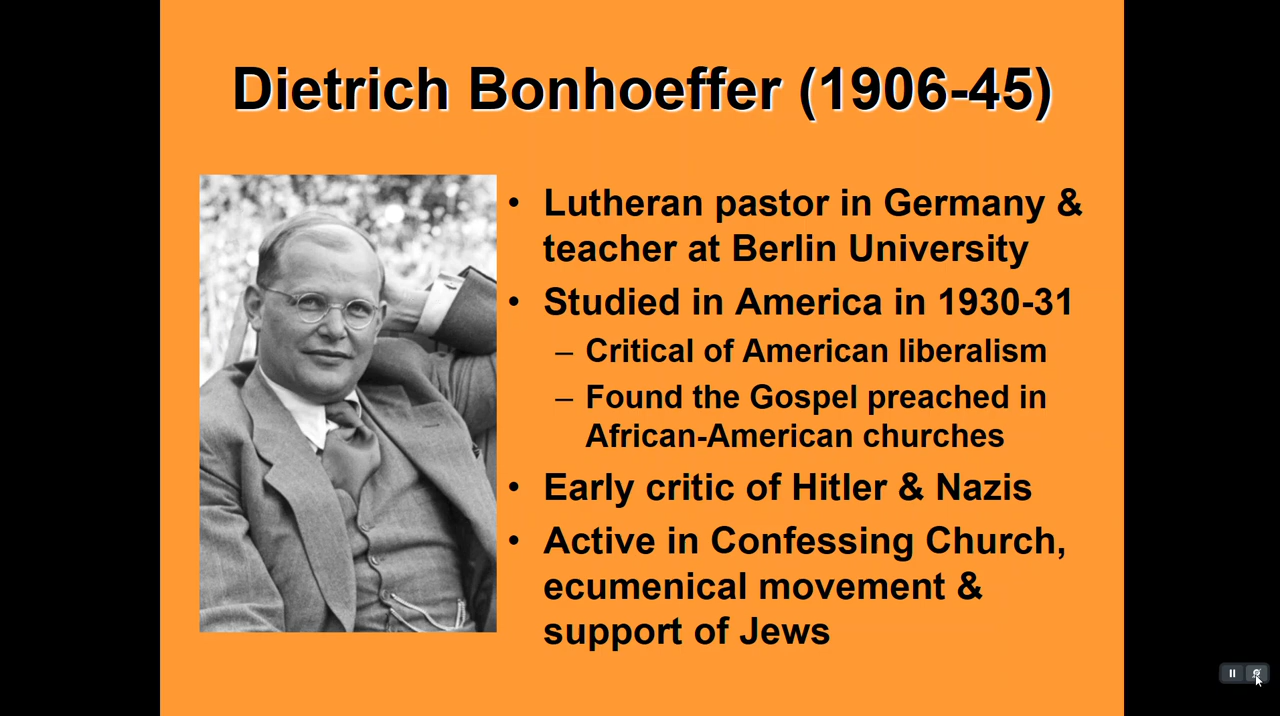 Dietrich Bonhoeffer (1906-45)
• Lutheran pastor in Germany &
teacher at Berlin University
• Studied in America in 1930-31
– Critical of American liberalism
– Found the Gospel preached in
African-American churches
• Early critic of Hitler & Nazis
• Active in Confessing Church,
ecumenical movement &
support of Jews